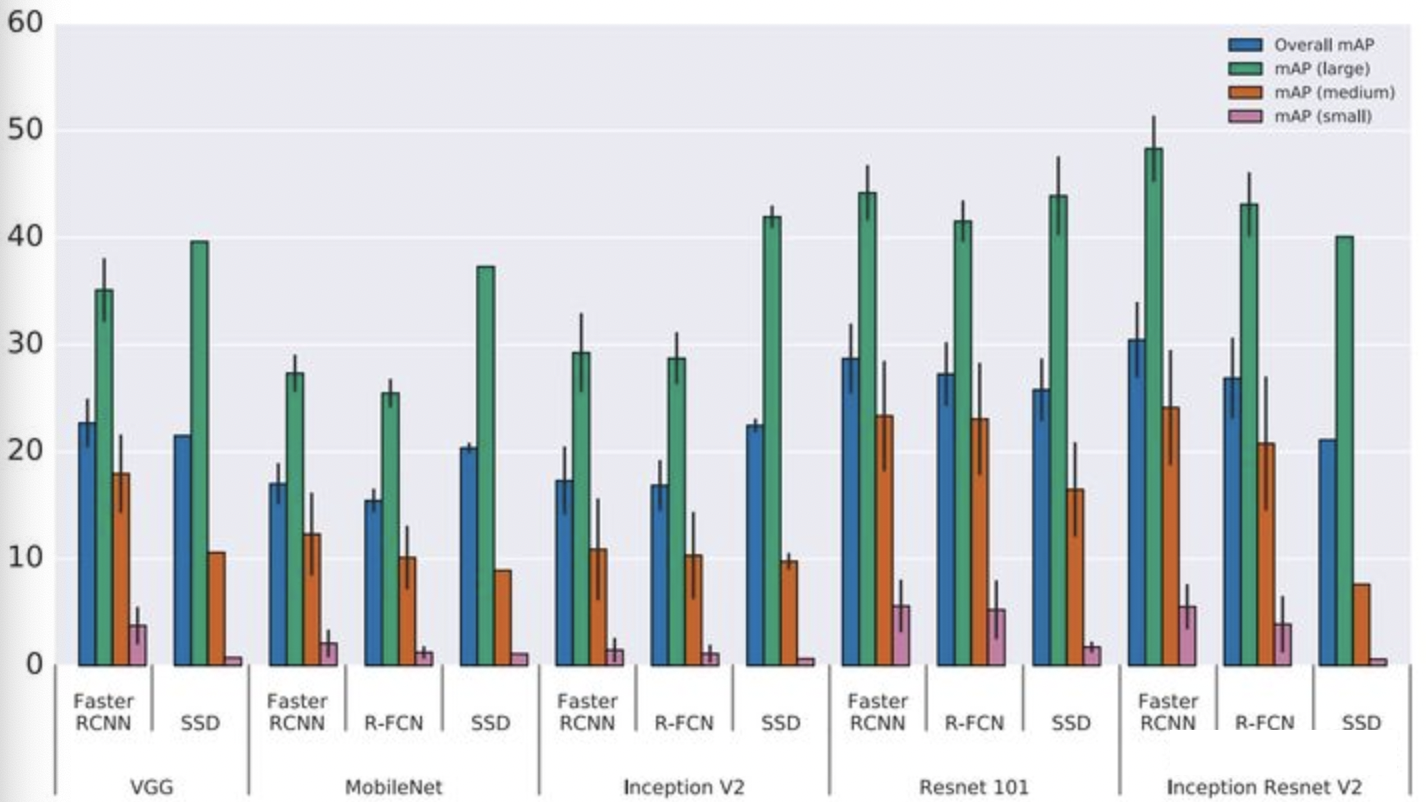 60
50
40
30
20
10
0
Overall mAP
mAP (large)
mAP (medium)
mAP (small)
Faster RCNN
SSD
Faster RCNN
R-FCN
SSD
Faster RCNN
R-FCN
SSD
Faster RCNN
R-FCN
SSD
Faster RCNN
R-FCN
SSD
VGG
MobileNet
Inception V2
Resnet 101
Inception Resnet V2